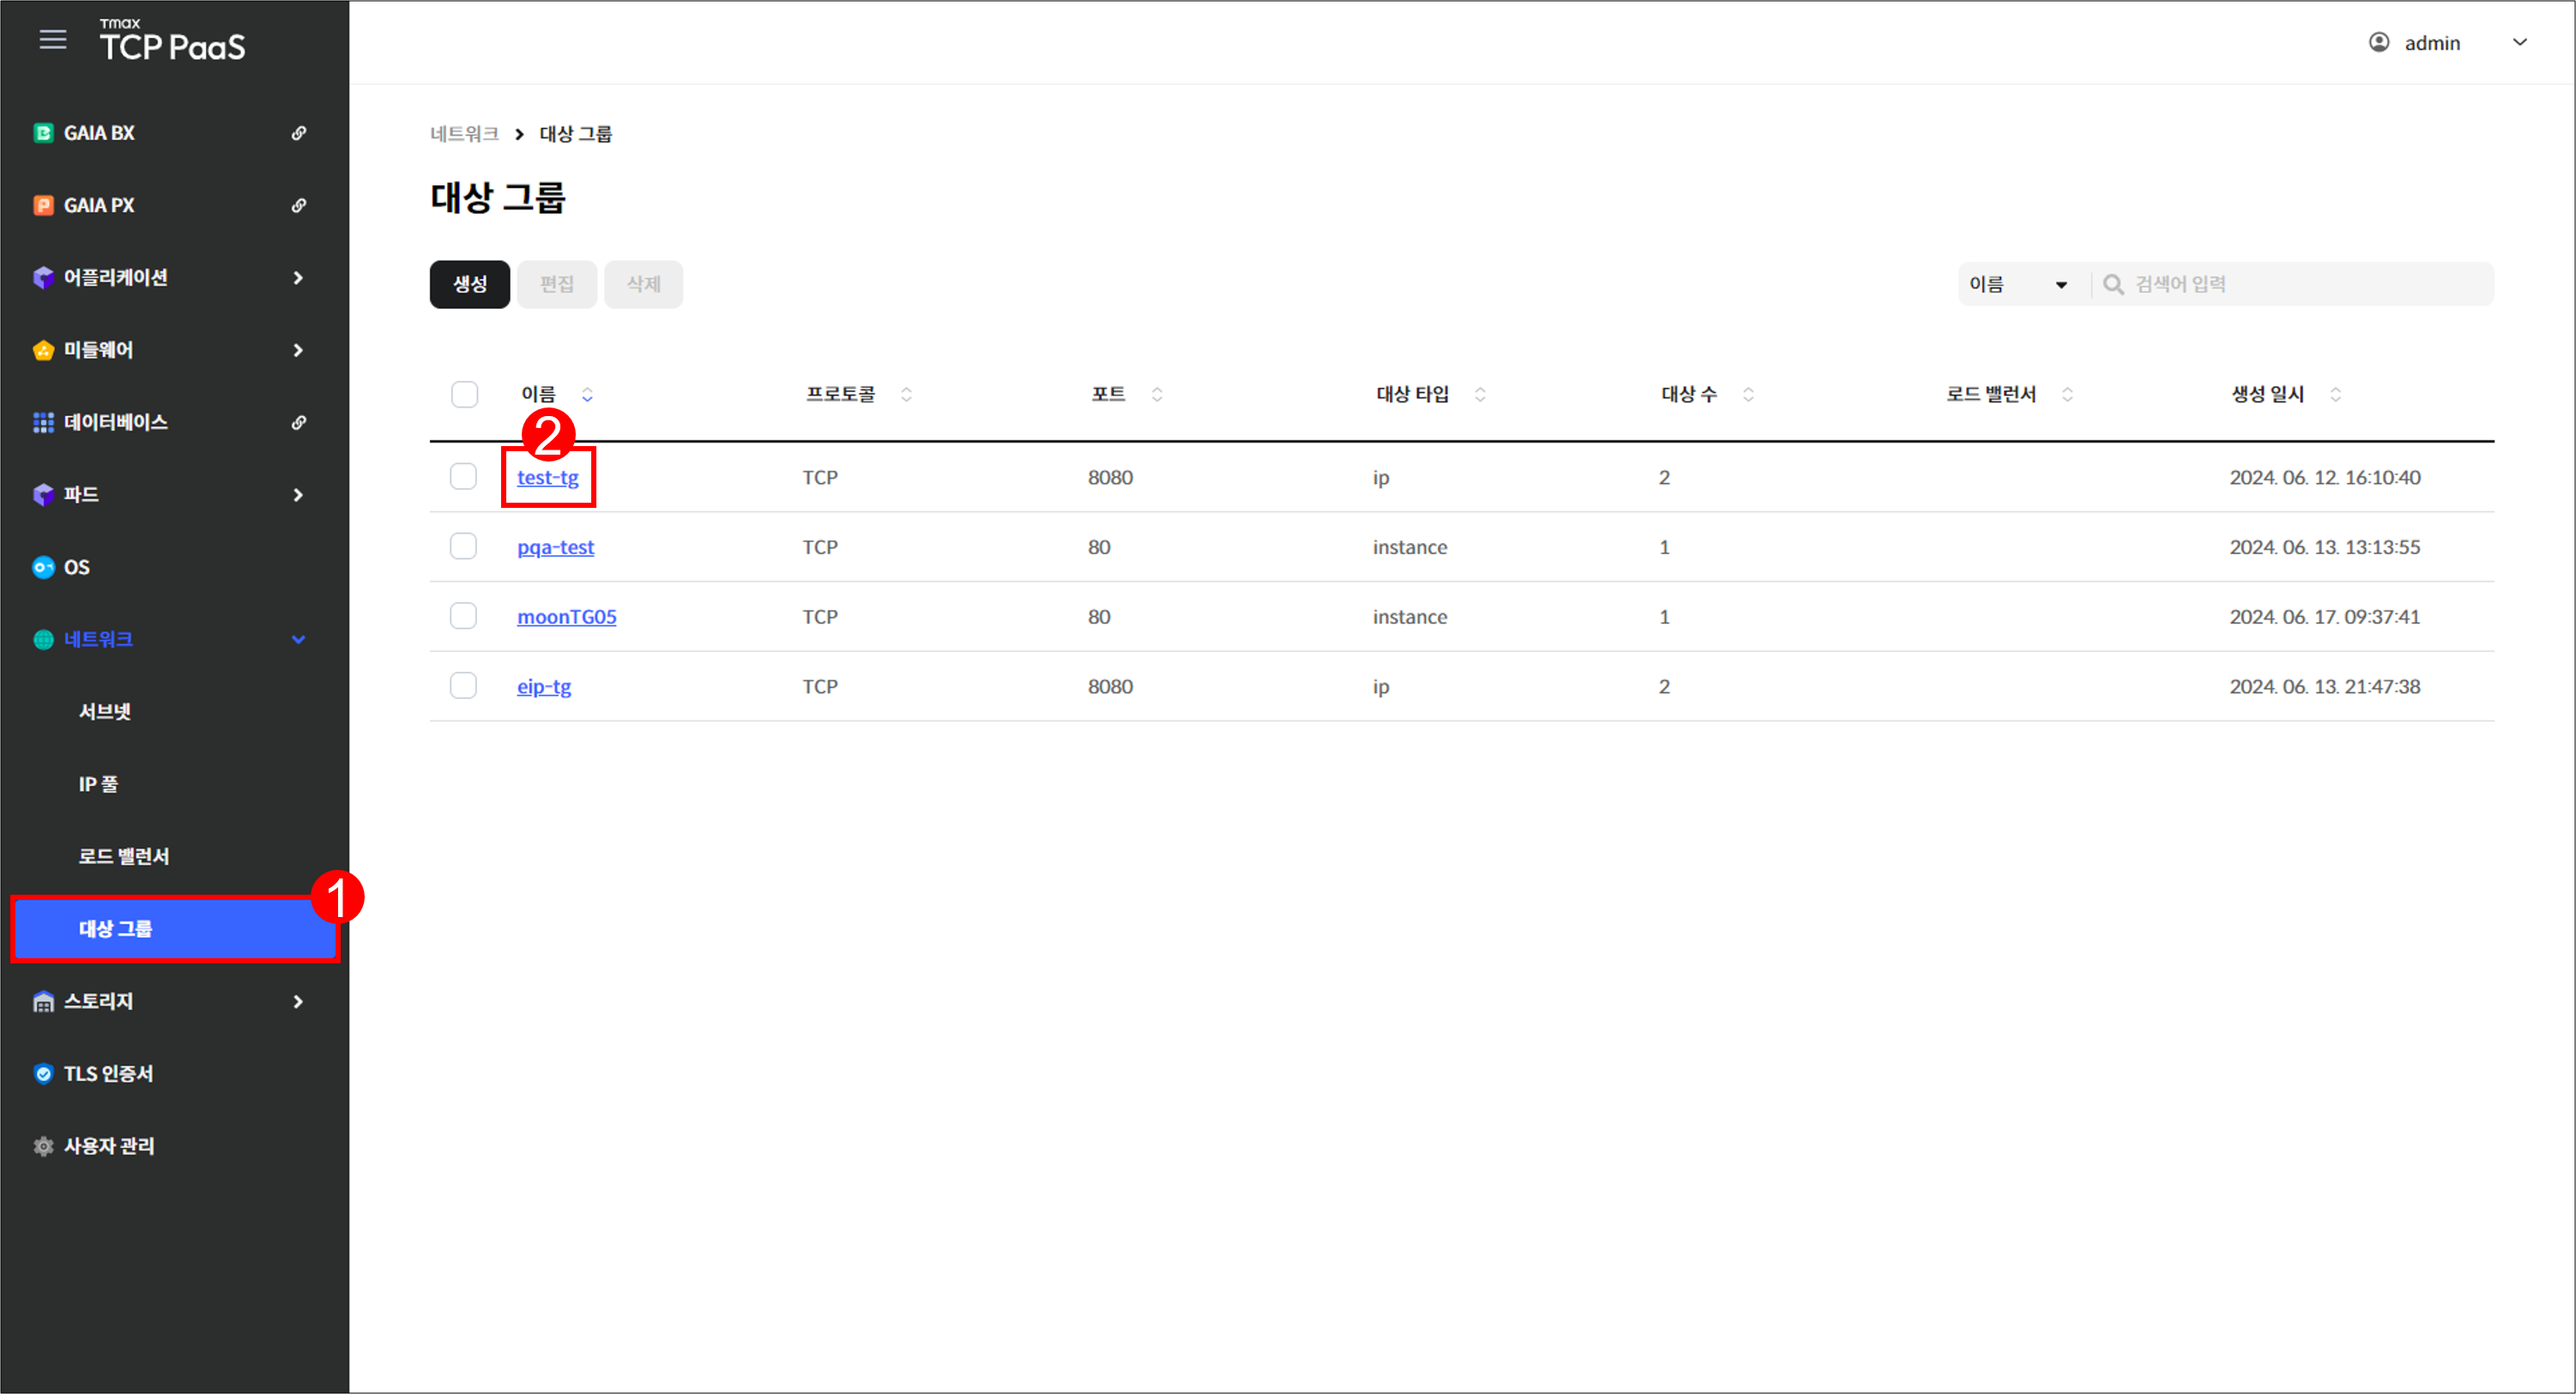 Tmax
TCP PaaS
admin
GAIA BX
GAIA PX
어플리케이션
미들웨어
데이터베이스
파드
OS
네트워크
서브넷
IP 풀
로드 밸런서
대상 그룹
1
스토리지
TLS 인증서
사용자 관리
네트워크 > 대상 그룹
대상 그룹
생성 편집 삭제
이름 검색어 입력
이름 프로토콜 포트 대상 타입 대상 수 로드 밸런서 생성 일시
2
test-tg TCP 8080 ip 2 2024. 06. 12. 16:10:40
pqa-test TCP 80 instance 1 2024. 06. 13. 13:13:55
moonTG05 TCP 80 instance 1 2024. 06. 17. 09:37:41
eip-tg TCP 8080 ip 2 2024. 06. 13. 21:47:38